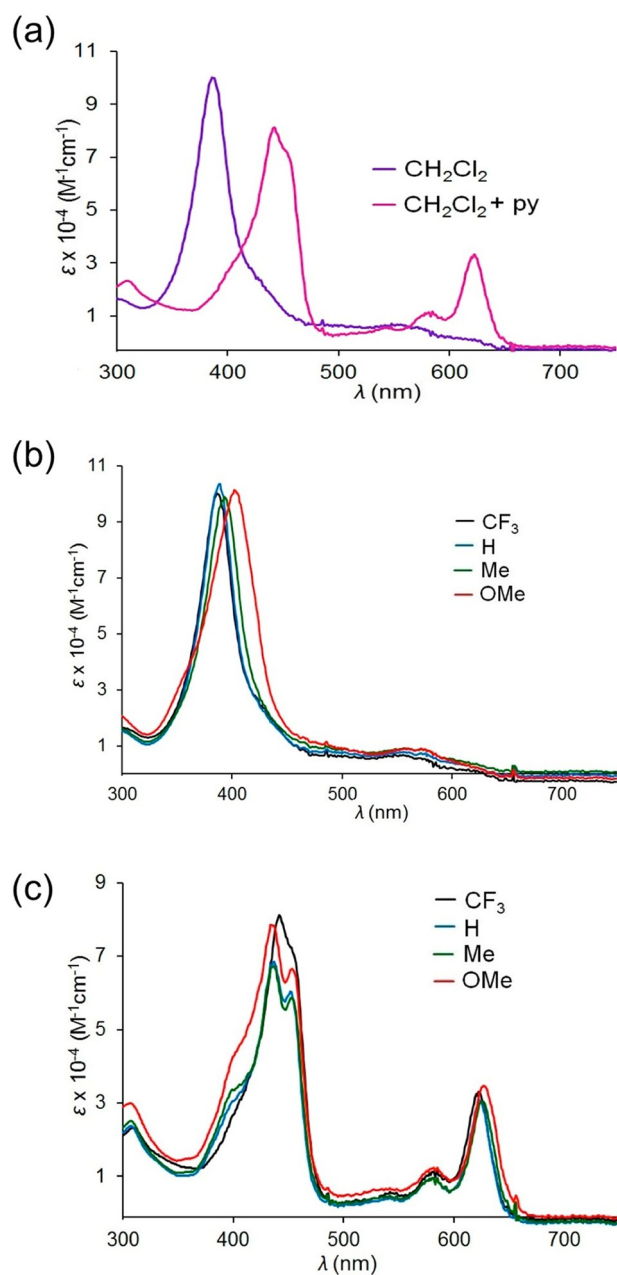 (a)
11
9
7
5
3
1
ε x 10⁻⁴ (M⁻¹cm⁻¹)
CH₂Cl₂
CH₂Cl₂ + py
300 400 500 600 700
λ (nm)
(b)
11
9
7
5
3
1
ε x 10⁻⁴ (M⁻¹cm⁻¹)
CF₃
H
Me
OMe
300 400 500 600 700
λ (nm)
(c)
9
7
5
3
1
ε x 10⁻⁴ (M⁻¹cm⁻¹)
CF₃
H
Me
OMe
300 400 500 600 700
λ (nm)